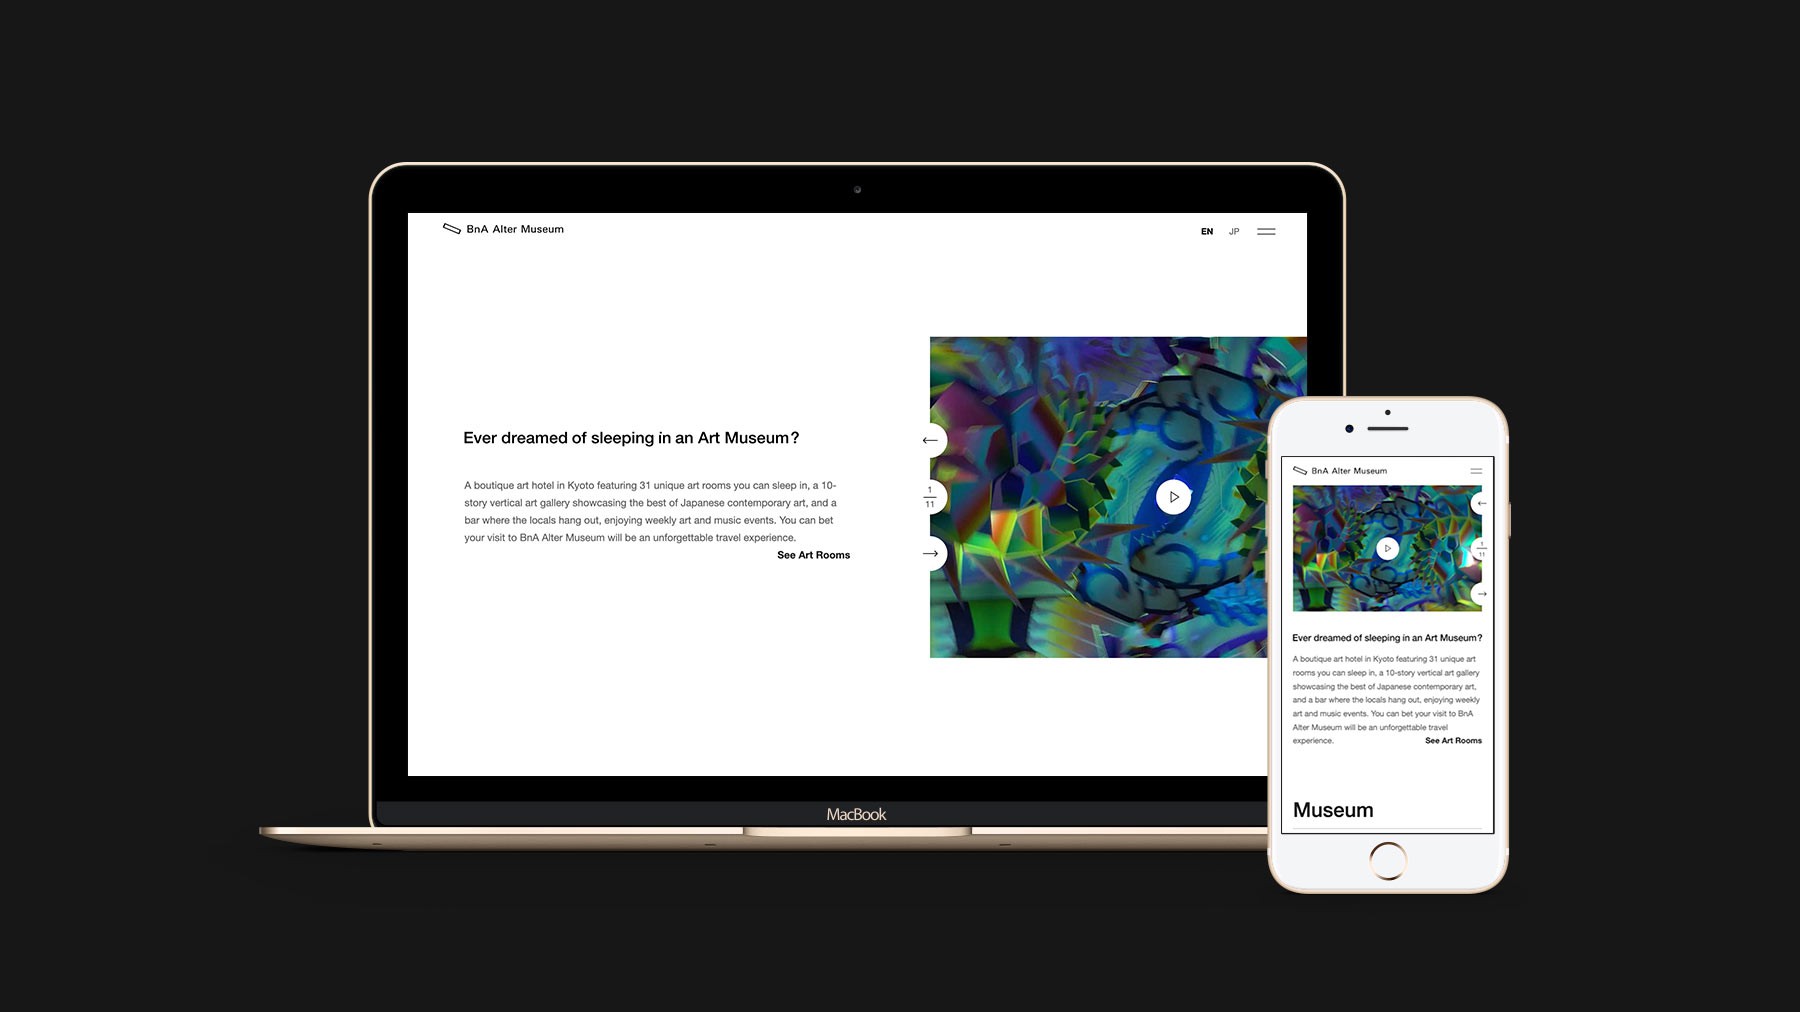 BnA Alter Museum
EN JP
Ever dreamed of sleeping in an Art Museum?
A boutique art hotel in Kyoto featuring 31 unique art rooms you can sleep in, a 10-
story vertical art gallery showcasing the best of Japanese contemporary art, and a
bar where the locals hang out, enjoying weekly art and music events. You can bet
your visit to BnA Alter Museum will be an unforgettable travel experience.
See Art Rooms
1
11
MacBook
BnA Alter Museum
1
11
Ever dreamed of sleeping in an Art Museum?
A boutique art hotel in Kyoto featuring 31 unique art
rooms you can sleep in, a 10-story vertical art gallery
showcasing the best of Japanese contemporary art,
and a bar where the locals hang out, enjoying weekly
art and music events. You can bet your visit to BnA
Alter Museum will be an unforgettable travel
experience. See Art Rooms
Museum